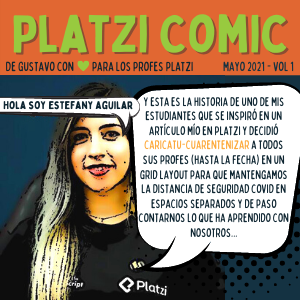 PLATZI COMIC
DE GUSTAVO CON 💚 PARA LOS PROFES PLATZI
MAYO 2021 - VOL 1
HOLA SOY ESTEFANY AGUILAR
Y ESTA ES LA HISTORIA DE UNO DE MIS
ESTUDIANTES QUE SE INSPIRÓ EN UN
ARTÍCULO MÍO EN PLATZI Y DECIDIÓ
CARICATU-CUARENTENIZAR A TODOS
SUS PROFES (HASTA LA FECHA) EN UN
GRID LAYOUT PARA QUE MANTENGAMOS
LA DISTANCIA DE SEGURIDAD COVID EN
ESPACIOS SEPARADOS Y DE PASO
CONTARNOS LO QUE HA APRENDIDO CON
NOSOTROS...
Platzi